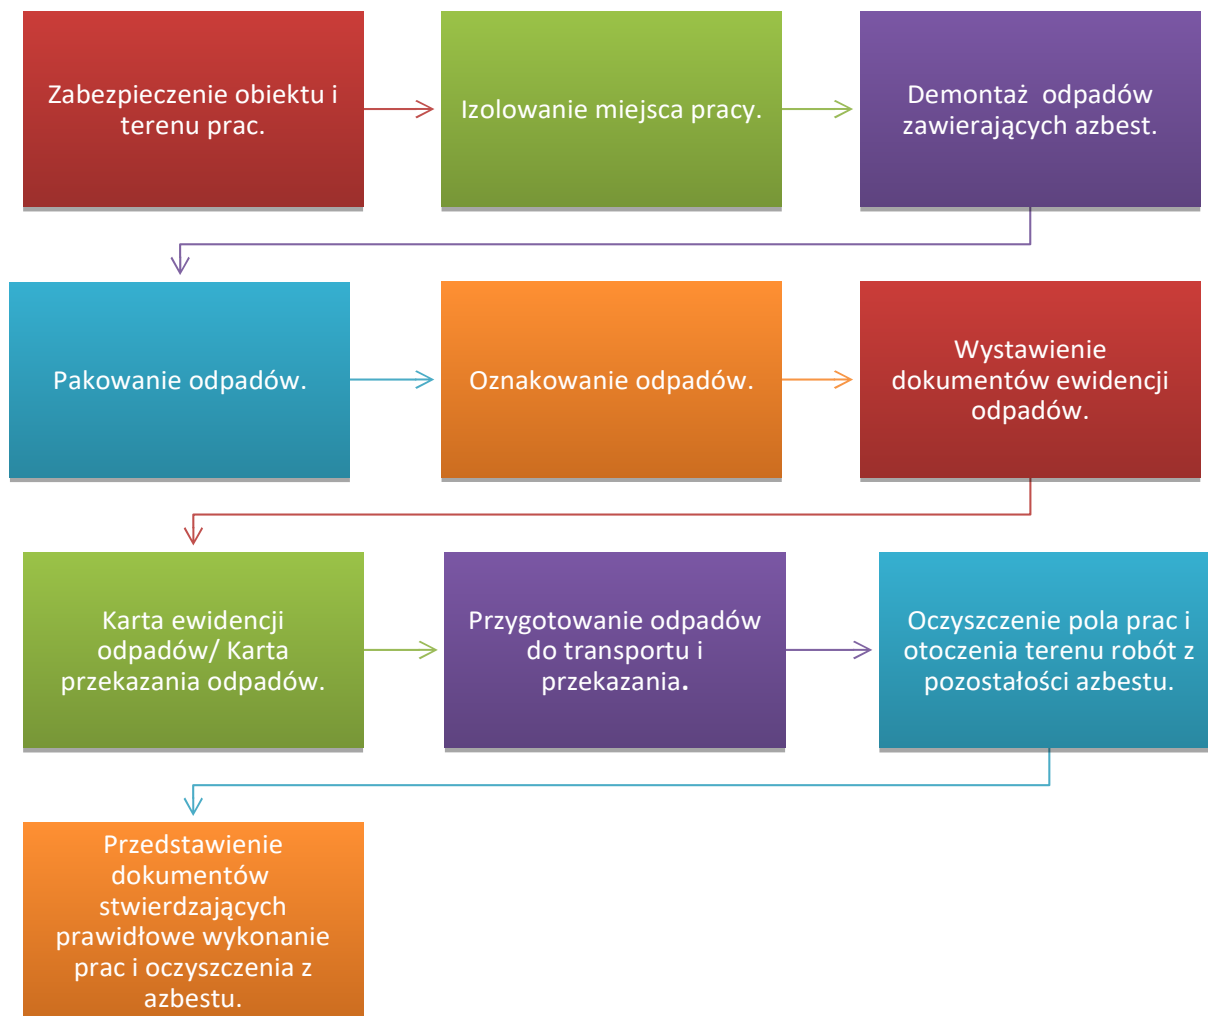 Zabezpieczenie obiektu i
terenu prac.
Izolowanie miejsca pracy.
Demontaż odpadów
zawierających azbest.
Pakowanie odpadów.
Oznakowanie odpadów.
Wystawienie
dokumentów ewidencji
odpadów.
Karta ewidencji
odpadów/ Karta
przekazania odpadów.
Przygotowanie odpadów
do transportu i
przekazania.
Oczyszczenie pola prac i
otoczenia terenu robót z
pozostałości azbestu.
Przedstawienie
dokumentów
stwierdzających
prawidłowe wykonanie
prac i oczyszczenia z
azbestu.